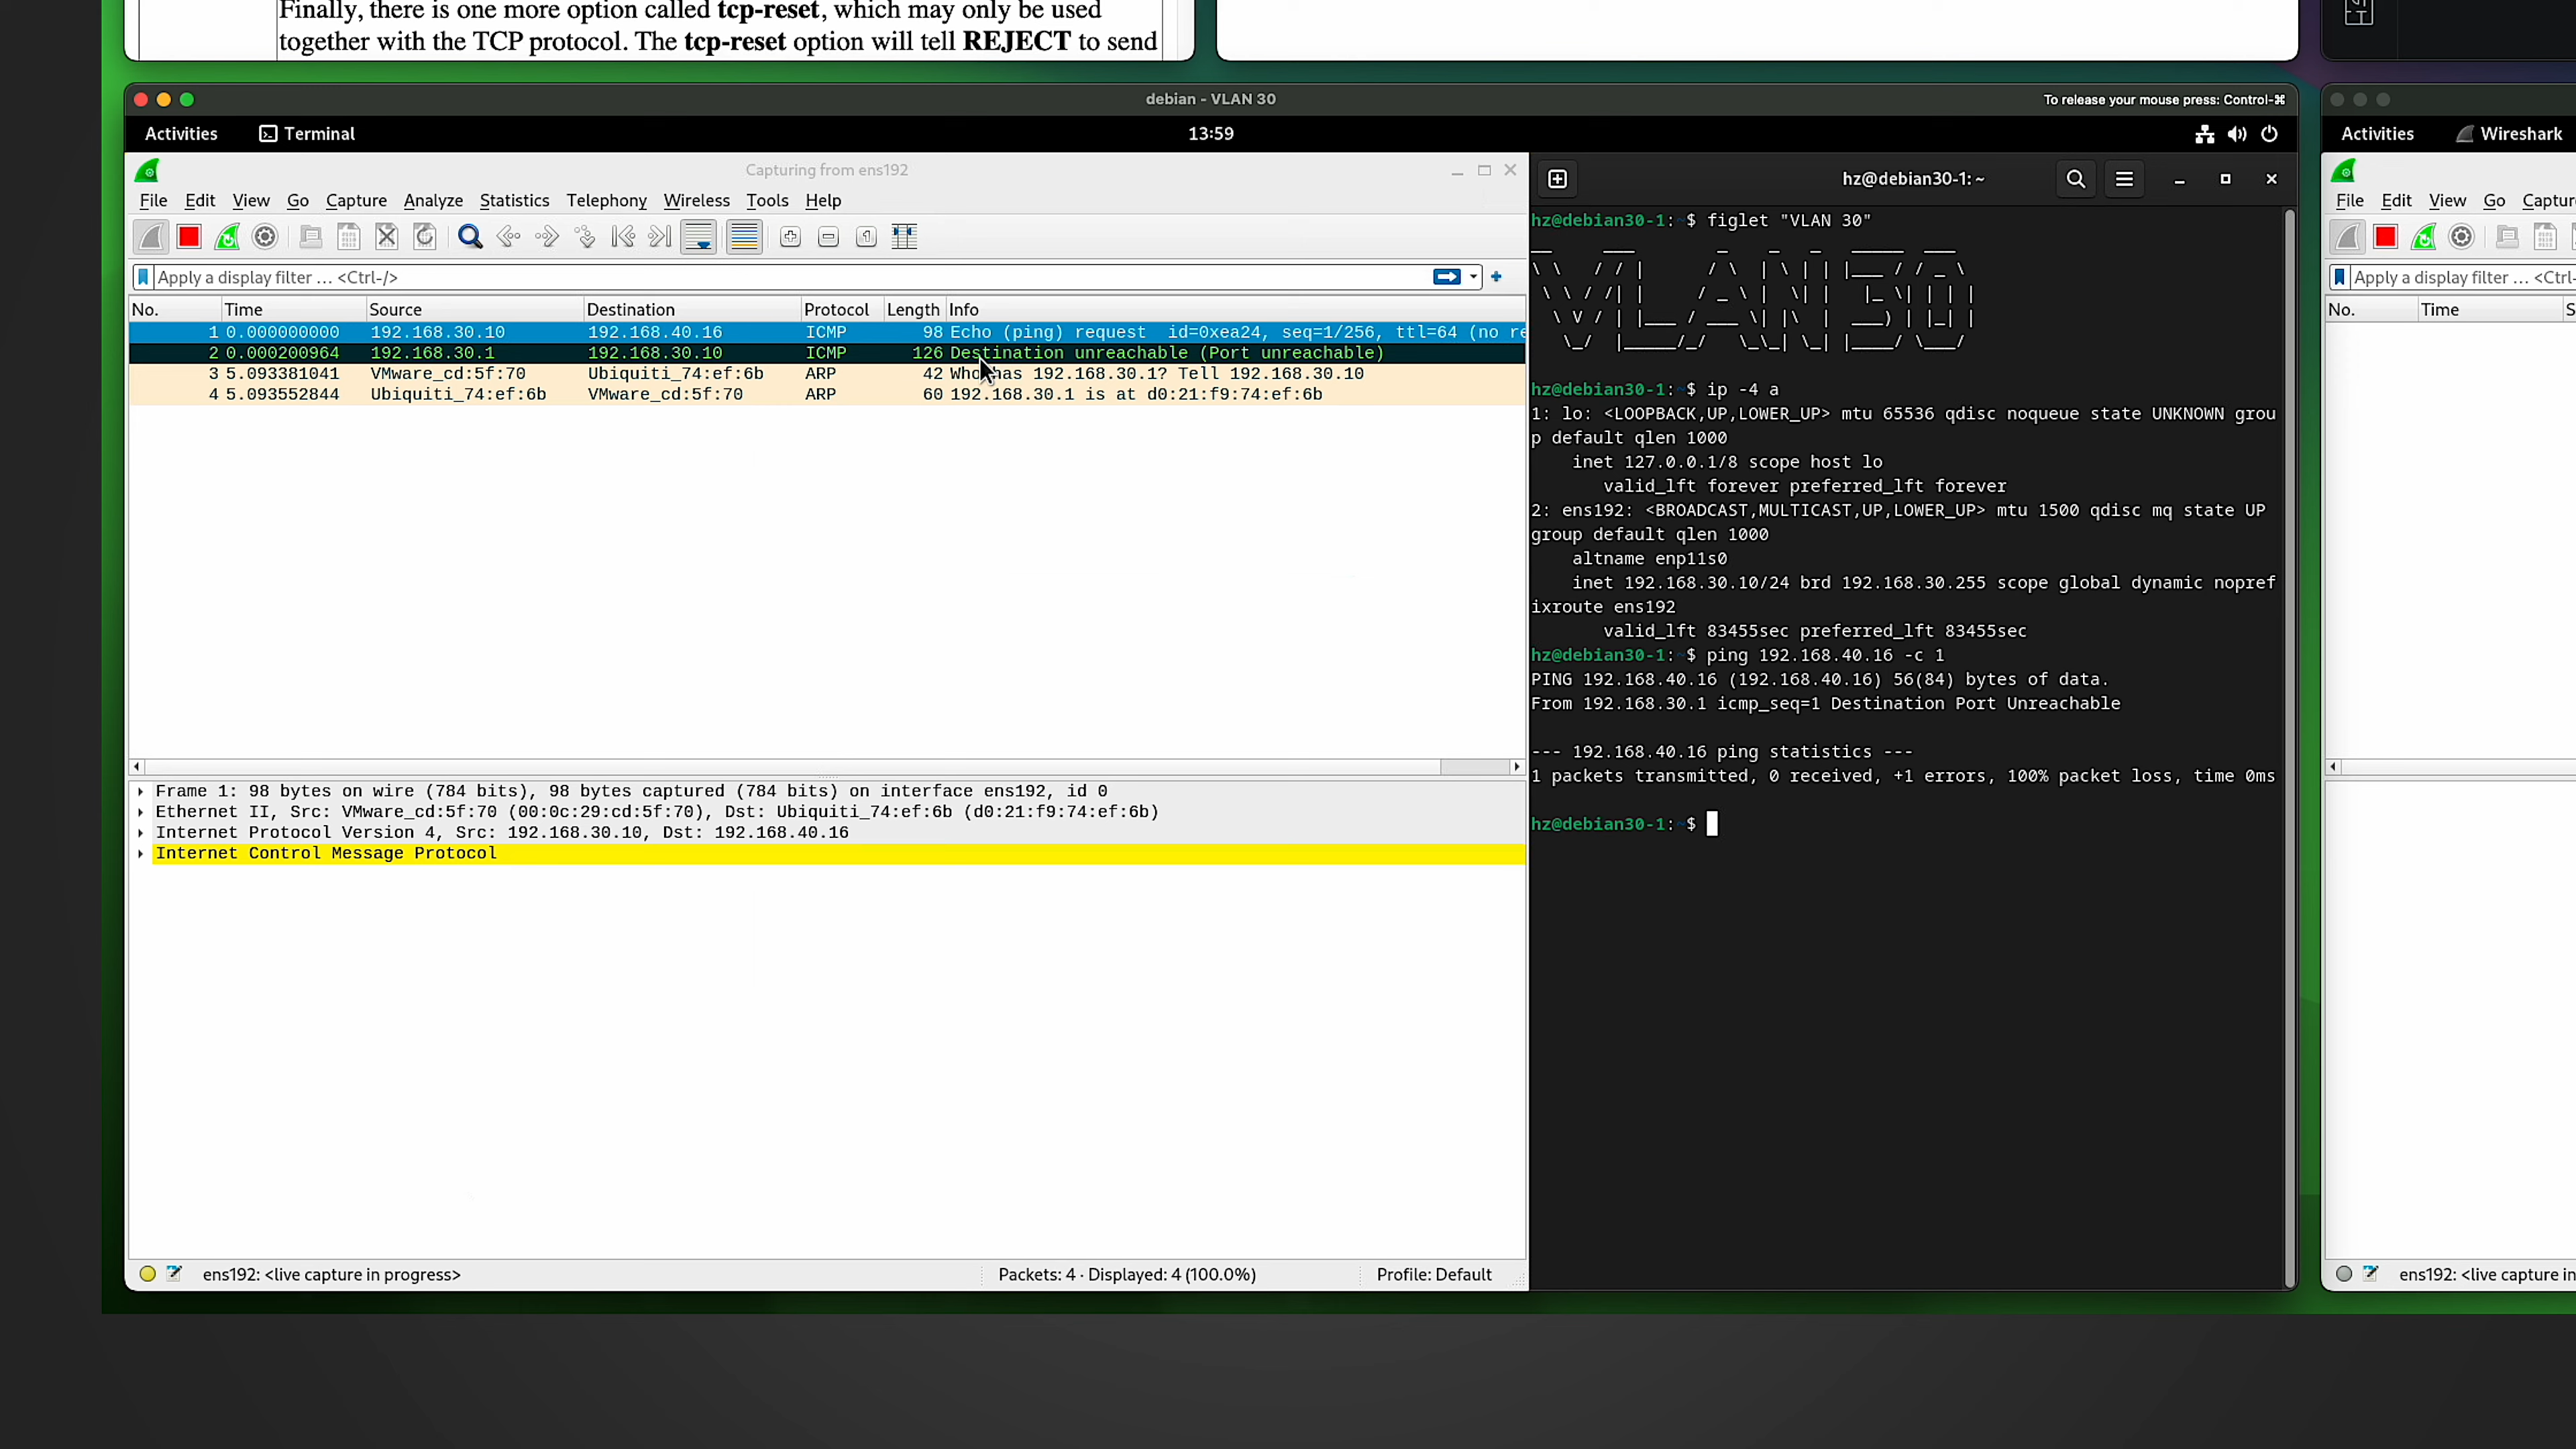 Finally, there is one more option called tcp-reset, which may only be used
together with the TCP protocol. The tcp-reset option will tell REJECT to send
debian - VLAN 30
To release your mouse press: Control-⌘
Activities Terminal
13:59
Capturing from ens192
File Edit View Go Capture Analyze Statistics Telephony Wireless Tools Help
Apply a display filter … <Ctrl-/>
No. Time Source Destination Protocol Length Info
1 0.000000000 192.168.30.10 192.168.40.16 ICMP 98 Echo (ping) request id=0xea24, seq=1/256, ttl=64 (no re
2 0.000200964 192.168.30.1 192.168.30.10 ICMP 126 Destination unreachable (Port unreachable)
3 5.093381041 VMware_cd:5f:70 Ubiquiti_74:ef:6b ARP 42 Who has 192.168.30.1? Tell 192.168.30.10
4 5.093552844 Ubiquiti_74:ef:6b VMware_cd:5f:70 ARP 60 192.168.30.1 is at d0:21:f9:74:ef:6b
Frame 1: 98 bytes on wire (784 bits), 98 bytes captured (784 bits) on interface ens192, id 0
Ethernet II, Src: VMware_cd:5f:70 (00:0c:29:cd:5f:70), Dst: Ubiquiti_74:ef:6b (d0:21:f9:74:ef:6b)
Internet Protocol Version 4, Src: 192.168.30.10, Dst: 192.168.40.16
Internet Control Message Protocol
ens192: <live capture in progress>
Packets: 4 · Displayed: 4 (100.0%)
Profile: Default
hz@debian30-1: ~
hz@debian30-1:~$ figlet "VLAN 30"
VLAN 30
hz@debian30-1:~$ ip -4 a
1: lo: <LOOPBACK,UP,LOWER_UP> mtu 65536 qdisc noqueue state UNKNOWN grou
p default qlen 1000
inet 127.0.0.1/8 scope host lo
valid_lft forever preferred_lft forever
2: ens192: <BROADCAST,MULTICAST,UP,LOWER_UP> mtu 1500 qdisc mq state UP
group default qlen 1000
altname enp11s0
inet 192.168.30.10/24 brd 192.168.30.255 scope global dynamic nopref
ixroute ens192
valid_lft 83455sec preferred_lft 83455sec
hz@debian30-1:~$ ping 192.168.40.16 -c 1
PING 192.168.40.16 (192.168.40.16) 56(84) bytes of data.
From 192.168.30.1 icmp_seq=1 Destination Port Unreachable
--- 192.168.40.16 ping statistics ---
1 packets transmitted, 0 received, +1 errors, 100% packet loss, time 0ms
hz@debian30-1:~$
Activities Wireshark
File Edit View Go Captur
Apply a display filter … <Ctrl-
No. Time S
ens192: <live capture in